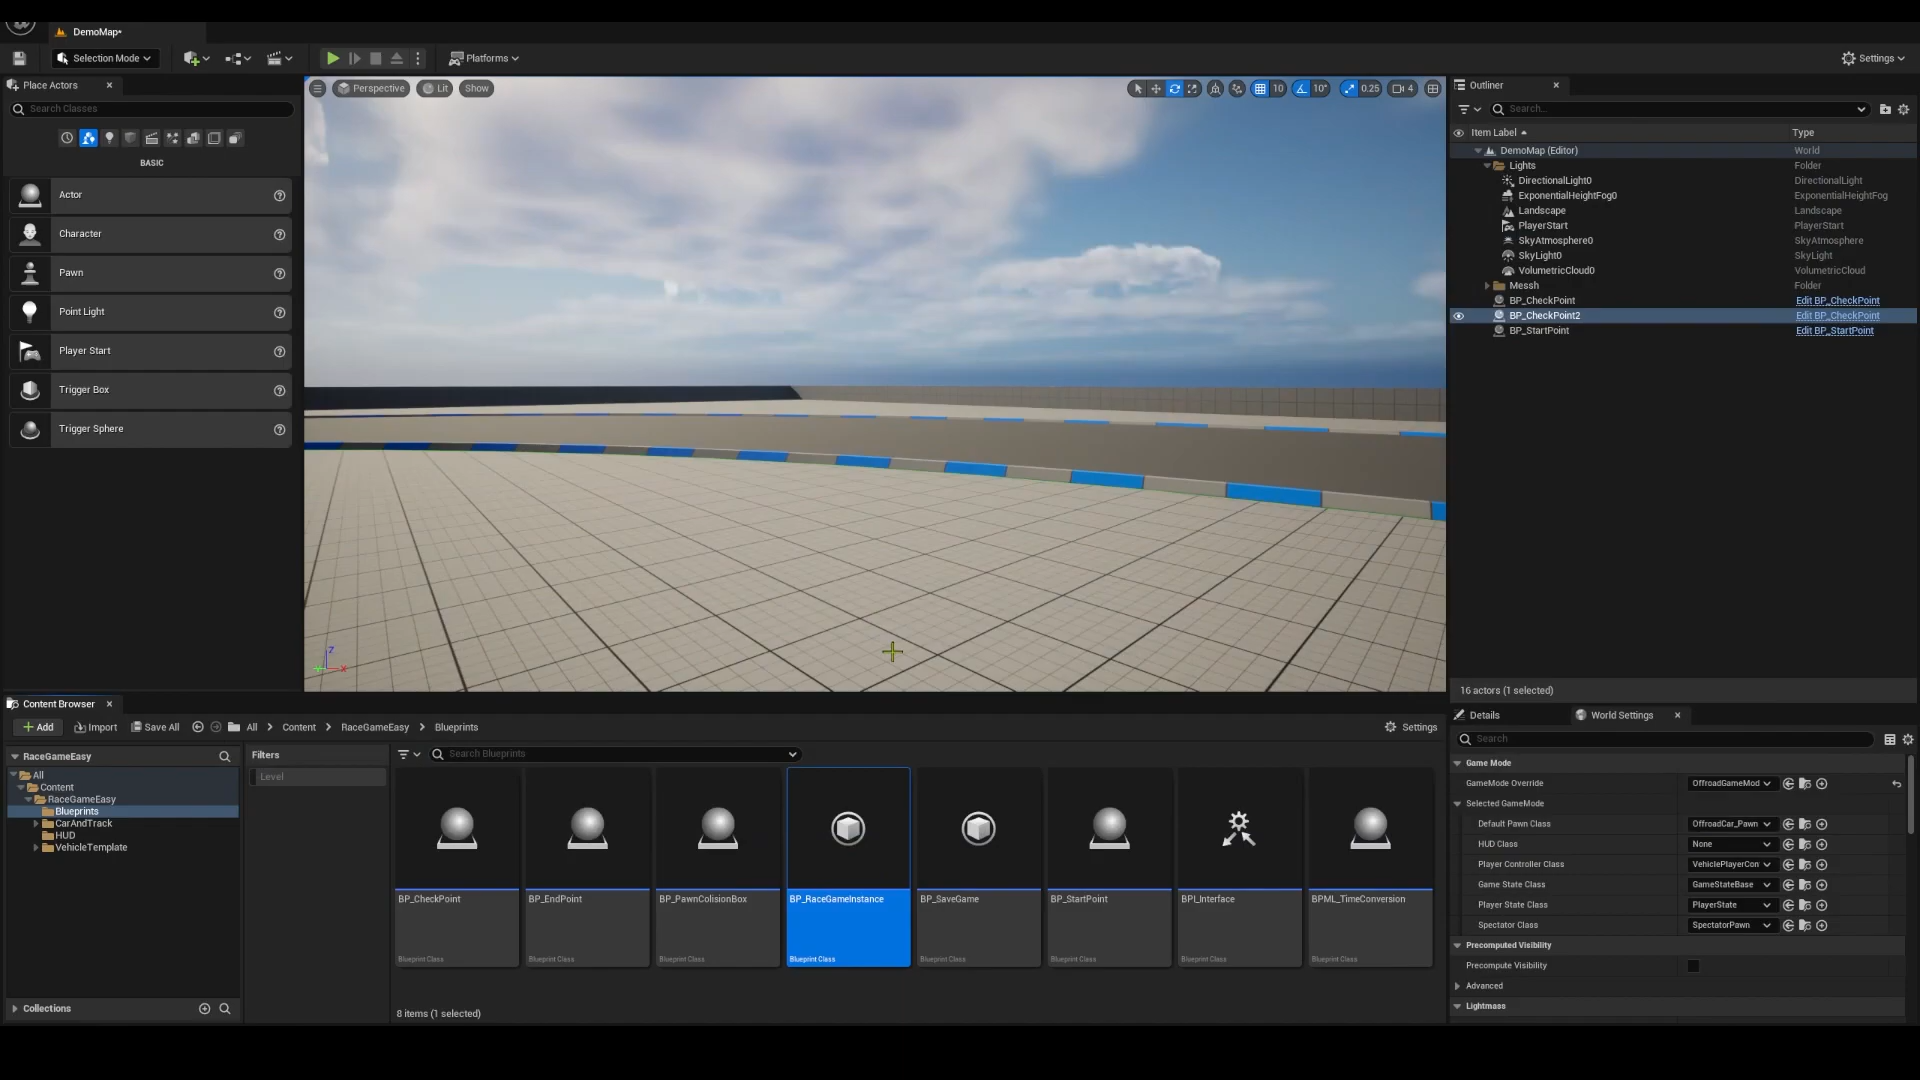 DemoMap*
Selection Mode
Platforms
Settings
Place Actors
Search Classes
BASIC
Actor
Character
Pawn
Point Light
Player Start
Trigger Box
Trigger Sphere
Perspective
Lit
Show
10
10°
0.25
4
Z
X
Outliner
Search...
Item Label
Type
DemoMap (Editor)
World
Lights
Folder
DirectionalLight0
DirectionalLight
ExponentialHeightFog0
ExponentialHeightFog
Landscape
Landscape
PlayerStart
PlayerStart
SkyAtmosphere0
SkyAtmosphere
SkyLight0
SkyLight
VolumetricCloud0
VolumetricCloud
Messh
Folder
BP_CheckPoint
Edit BP_CheckPoint
BP_CheckPoint2
Edit BP_CheckPoint
BP_StartPoint
Edit BP_StartPoint
16 actors (1 selected)
Content Browser
Add
Import
Save All
All
Content
RaceGameEasy
Blueprints
Settings
RaceGameEasy
All
Content
RaceGameEasy
Blueprints
CarAndTrack
HUD
VehicleTemplate
Collections
Filters
Level
Search Blueprints
BP_CheckPoint
Blueprint Class
BP_EndPoint
Blueprint Class
BP_PawnColisionBox
Blueprint Class
BP_RaceGameInstance
Blueprint Class
BP_SaveGame
Blueprint Class
BP_StartPoint
Blueprint Class
BPI_Interface
Blueprint Class
BPML_TimeConversion
Blueprint Class
8 items (1 selected)
Details
World Settings
Search
Game Mode
GameMode Override
OffroadGameMod
Selected GameMode
Default Pawn Class
OffroadCar_Pawn
HUD Class
None
Player Controller Class
VehiclePlayerCon
Game State Class
GameStateBase
Player State Class
PlayerState
Spectator Class
SpectatorPawn
Precomputed Visibility
Precompute Visibility
Advanced
Lightmass